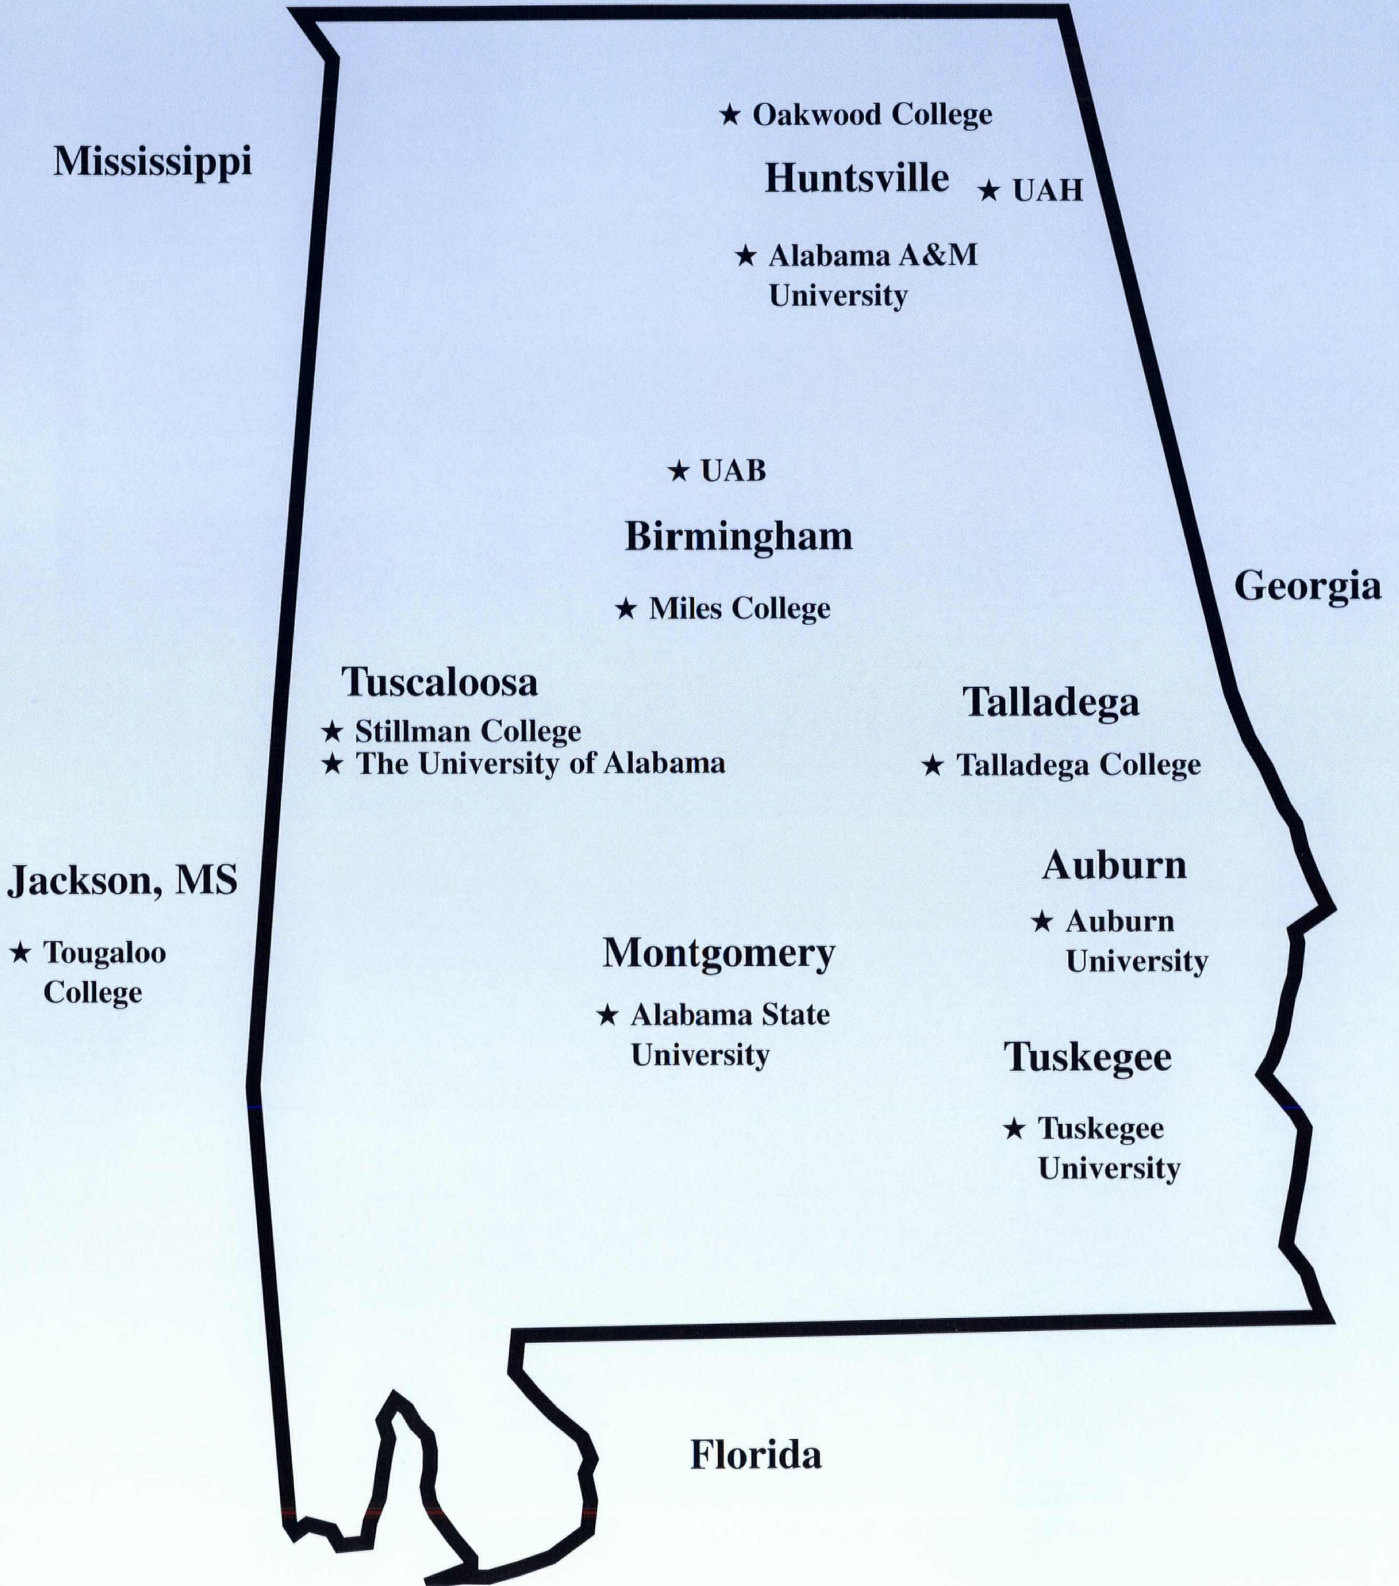 ★ Oakwood College
Mississippi
Huntsville
★ UAH
★ Alabama A&M
University
★ UAB
Birmingham
Georgia
★ Miles College
Tuscaloosa
★ Stillman College
★ The University of Alabama
Talladega
★ Talladega College
Auburn
★ Auburn
University
Jackson, MS
★ Tougaloo
College
Montgomery
★ Alabama State
University
Tuskegee
★ Tuskegee
University
Florida